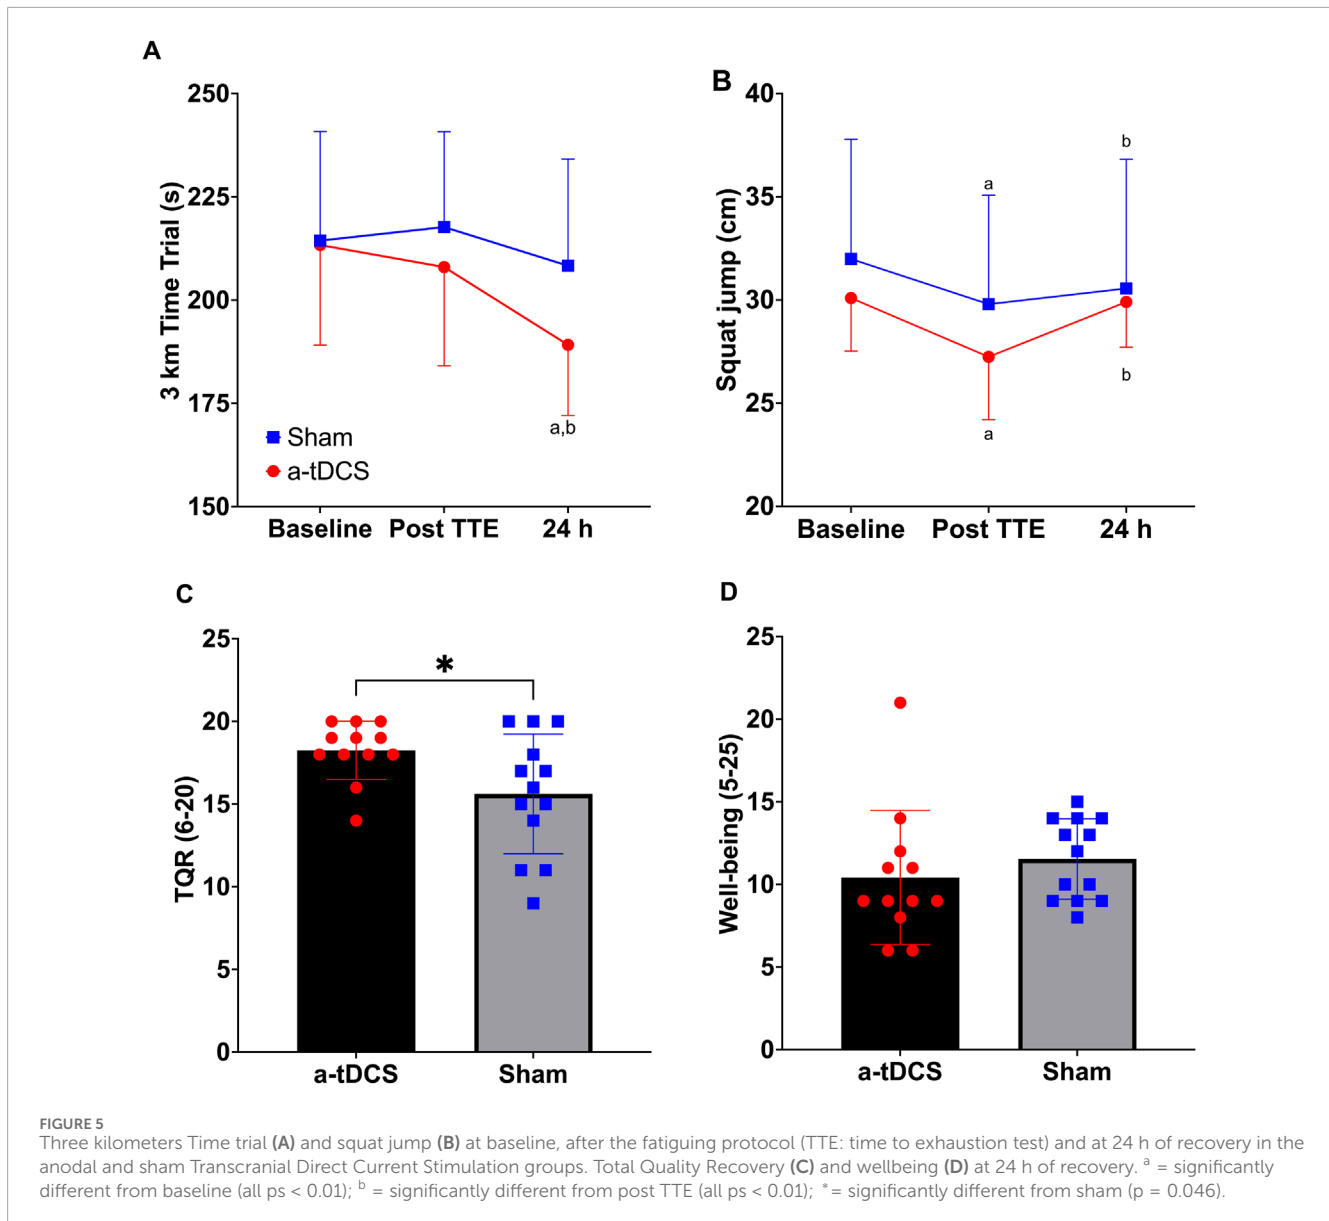 A
250
225
200
175
150
3 km Time Trial (s)
Sham
a-tDCS
a,b
Baseline Post TTE 24 h
B
40
35
30
25
20
Squat jump (cm)
a
b
a
b
Baseline Post TTE 24 h
C
25
20
15
10
5
0
TQR (6-20)
*
a-tDCS Sham
D
25
20
15
10
5
0
Well-being (5-25)
a-tDCS Sham
FIGURE 5
Three kilometers Time trial (A) and squat jump (B) at baseline, after the fatiguing protocol (TTE: time to exhaustion test) and at 24 h of recovery in the
anodal and sham Transcranial Direct Current Stimulation groups. Total Quality Recovery (C) and wellbeing (D) at 24 h of recovery. a = significantly
different from baseline (all ps < 0.01); b = significantly different from post TTE (all ps < 0.01); *= significantly different from sham (p = 0.046).